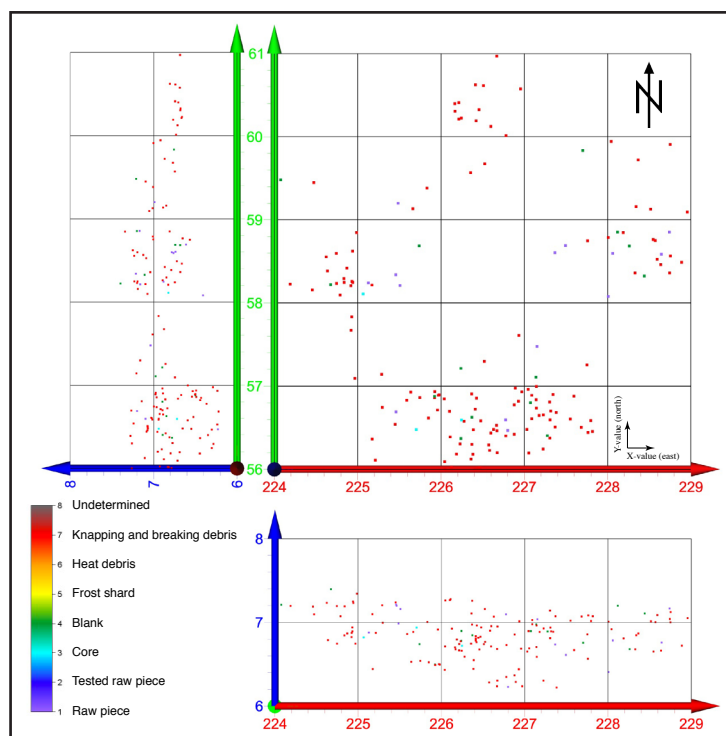 61
60
59
58
57
56
8
7
6
N
Y-value (north)
X-value (east)
224
225
226
227
228
229
8 Undetermined
7 Knapping and breaking debris
6 Heat debris
5 Frost shard
4 Blank
3 Core
2 Tested raw piece
1 Raw piece
8
7
6
224
225
226
227
228
229